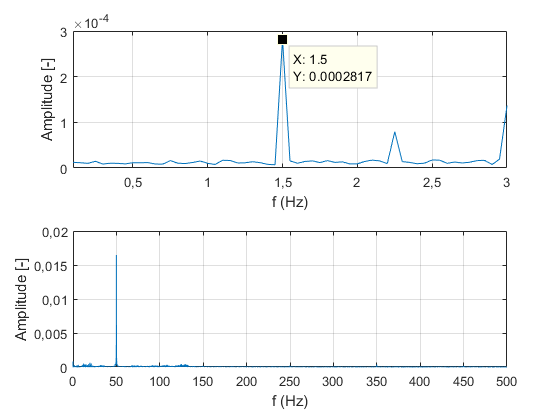 ×10⁻⁴
3
2
1
0
Amplitude [-]
X: 1.5
Y: 0.0002817
0,5 1 1,5 2 2,5 3
f (Hz)
0,02
0,015
0,01
0,005
0
Amplitude [-]
0 50 100 150 200 250 300 350 400 450 500
f (Hz)